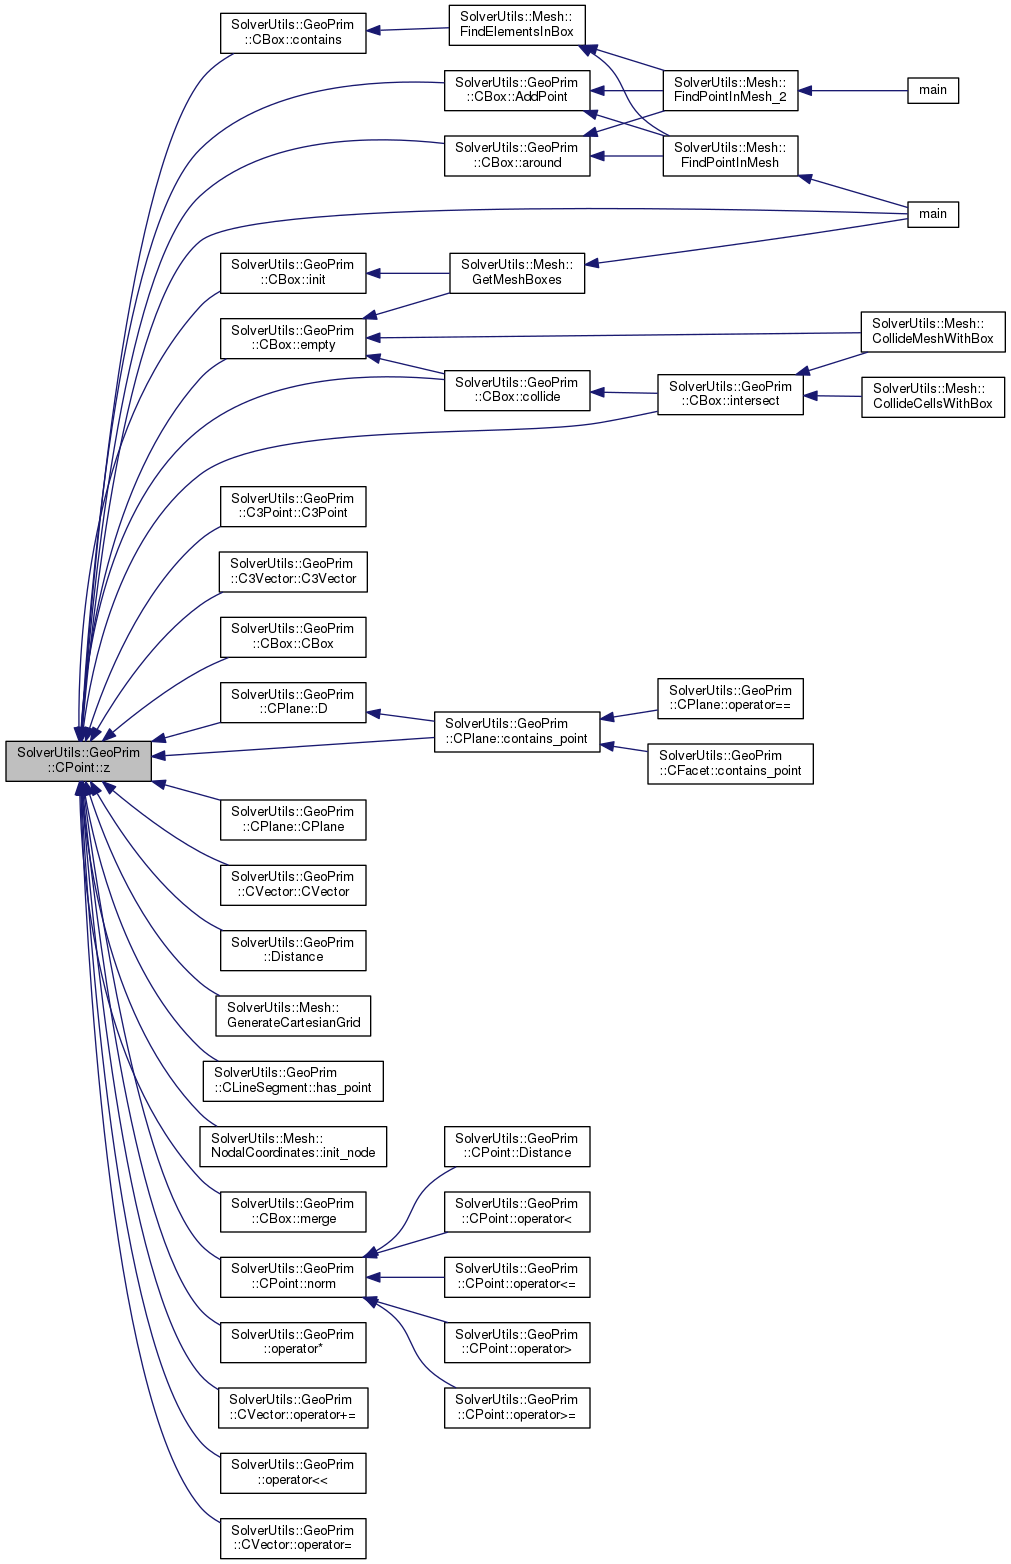 SolverUtils::GeoPrim
::CPoint::z
SolverUtils::GeoPrim
::CBox::contains
SolverUtils::Mesh::
FindElementsInBox
SolverUtils::GeoPrim
::CBox::AddPoint
SolverUtils::Mesh::
FindPointInMesh_2
main
SolverUtils::GeoPrim
::CBox::around
SolverUtils::Mesh::
FindPointInMesh
main
SolverUtils::GeoPrim
::CBox::init
SolverUtils::Mesh::
GetMeshBoxes
SolverUtils::GeoPrim
::CBox::empty
SolverUtils::Mesh::
CollideMeshWithBox
SolverUtils::GeoPrim
::CBox::collide
SolverUtils::GeoPrim
::CBox::intersect
SolverUtils::Mesh::
CollideCellsWithBox
SolverUtils::GeoPrim
::C3Point::C3Point
SolverUtils::GeoPrim
::C3Vector::C3Vector
SolverUtils::GeoPrim
::CBox::CBox
SolverUtils::GeoPrim
::CPlane::D
SolverUtils::GeoPrim
::CPlane::contains_point
SolverUtils::GeoPrim
::CPlane::operator==
SolverUtils::GeoPrim
::CFacet::contains_point
SolverUtils::GeoPrim
::CPlane::CPlane
SolverUtils::GeoPrim
::CVector::CVector
SolverUtils::GeoPrim
::Distance
SolverUtils::Mesh::
GenerateCartesianGrid
SolverUtils::GeoPrim
::CLineSegment::has_point
SolverUtils::Mesh::
NodalCoordinates::init_node
SolverUtils::GeoPrim
::CBox::merge
SolverUtils::GeoPrim
::CPoint::norm
SolverUtils::GeoPrim
::CPoint::Distance
SolverUtils::GeoPrim
::CPoint::operator<
SolverUtils::GeoPrim
::CPoint::operator<=
SolverUtils::GeoPrim
::CPoint::operator>
SolverUtils::GeoPrim
::CPoint::operator>=
SolverUtils::GeoPrim
::operator*
SolverUtils::GeoPrim
::CVector::operator+=
SolverUtils::GeoPrim
::operator<<
SolverUtils::GeoPrim
::CVector::operator=